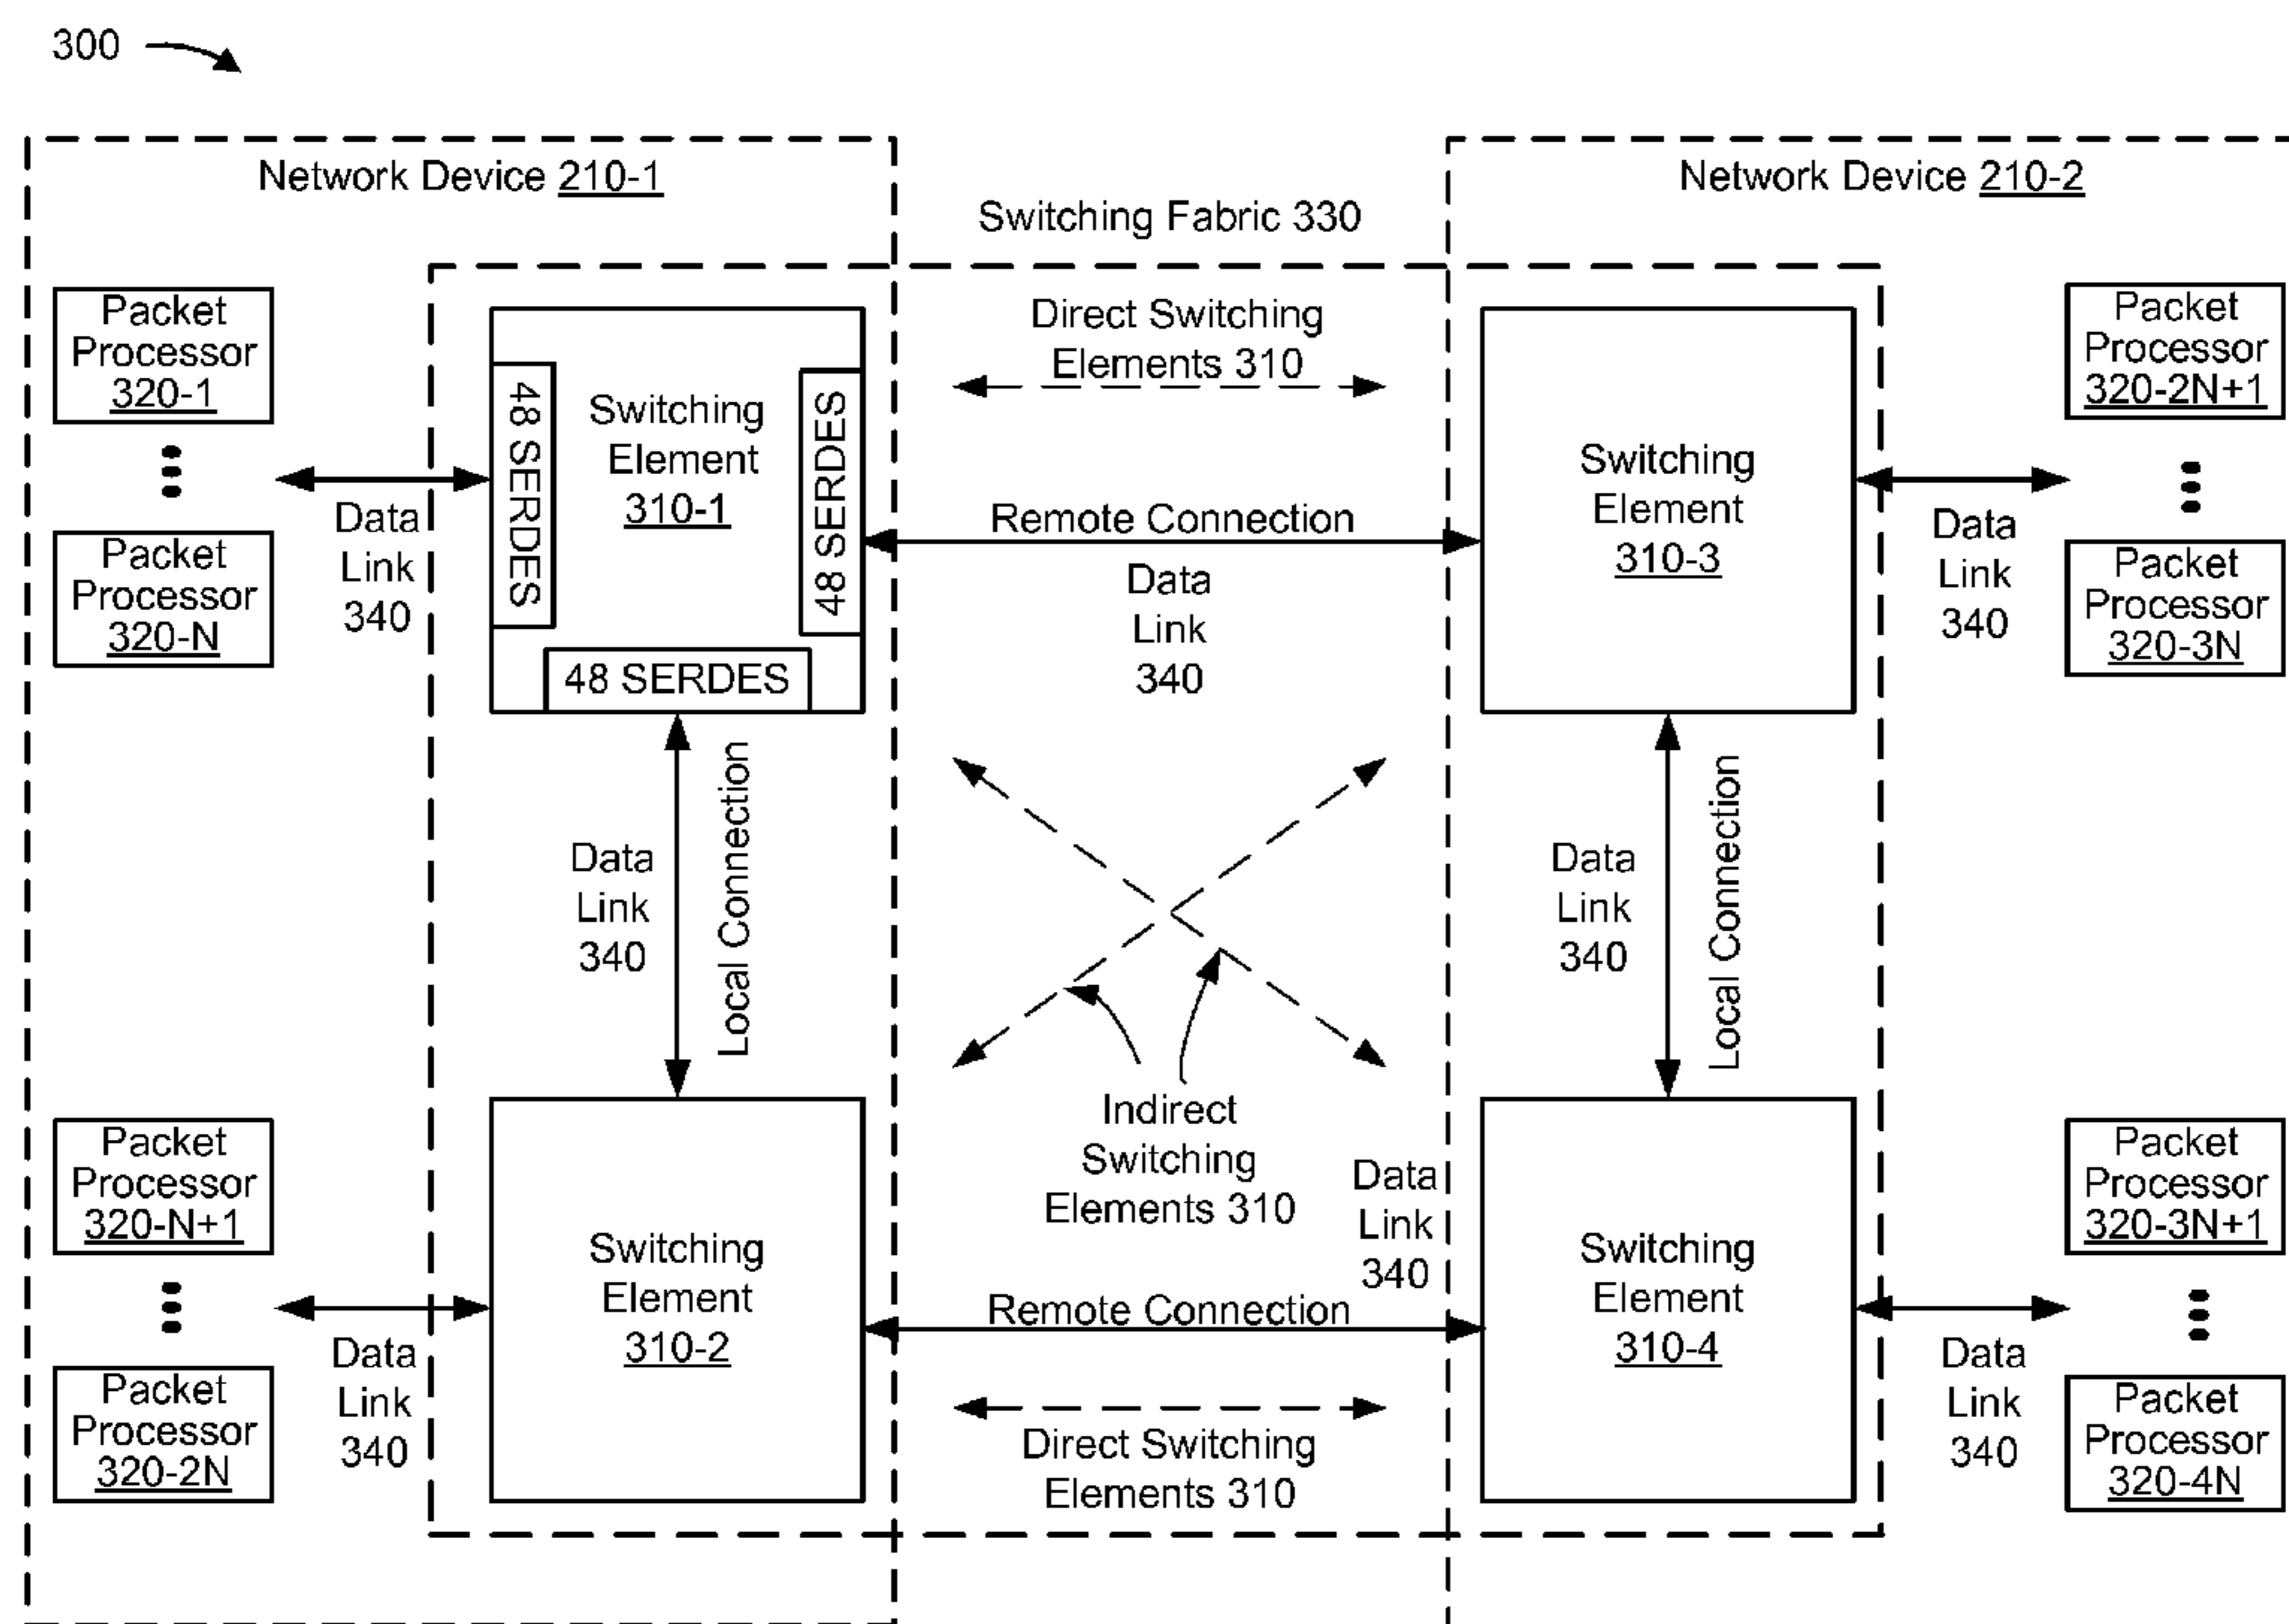 300
Network Device 210-1
Network Device 210-2
Switching Fabric 330
Packet
Processor
320-1
Packet
Processor
320-N
Data
Link
340
48 SERDES
Switching
Element
310-1
48 SERDES
48 SERDES
Direct Switching
Elements 310
Remote Connection
Data
Link
340
Switching
Element
310-3
Data
Link
340
Packet
Processor
320-2N+1
Packet
Processor
320-3N
Data
Link
340
Local Connection
Data
Link
340
Local Connection
Indirect
Switching
Elements 310
Packet
Processor
320-N+1
Packet
Processor
320-2N
Data
Link
340
Switching
Element
310-2
Data
Link
340
Remote Connection
Direct Switching
Elements 310
Switching
Element
310-4
Data
Link
340
Packet
Processor
320-3N+1
Packet
Processor
320-4N